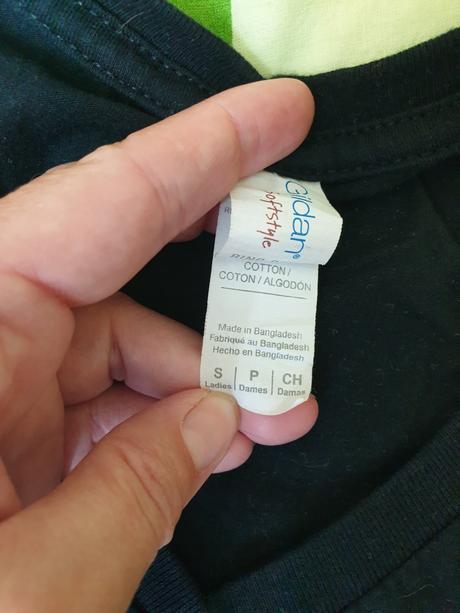 Gildan®
softstyle
COTTON /
COTON / ALGODÓN
Made in Bangladesh
Fabriqué au Bangladesh
Hecho en Bangladesh
S | P | CH
Ladies | Dames | Damas